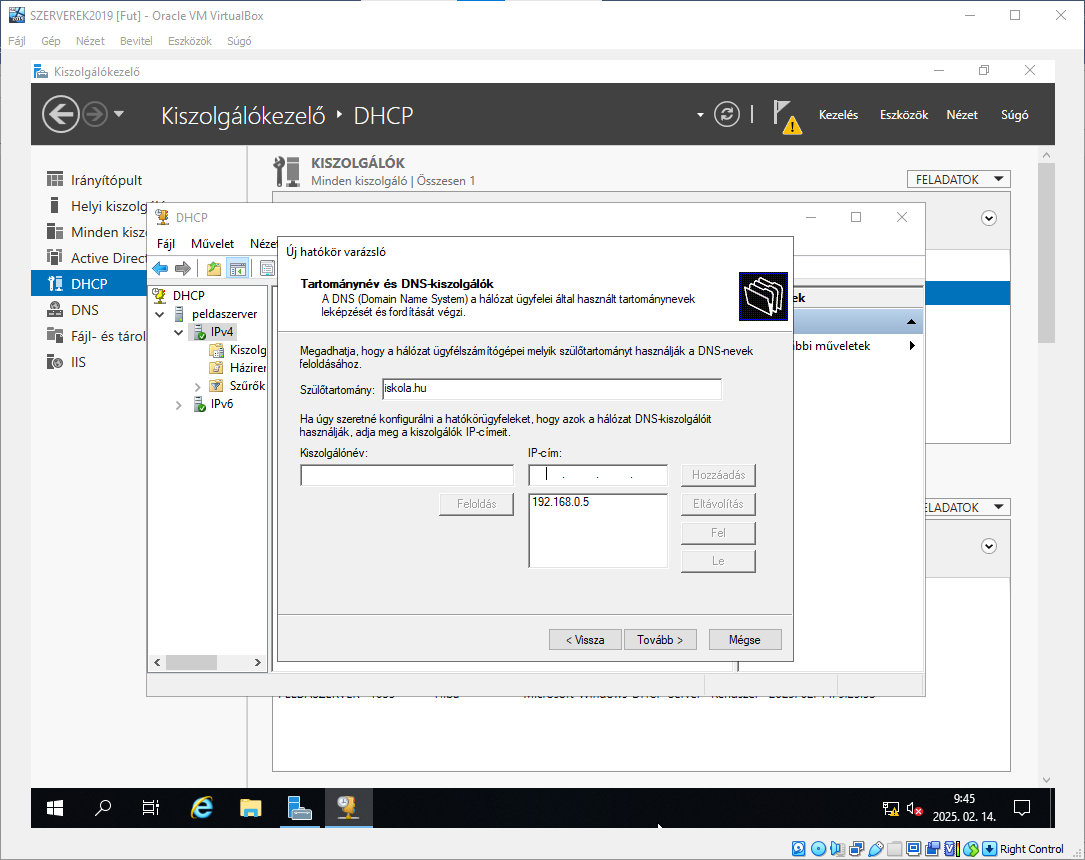 SZERVEREK2019 [Fut] - Oracle VM VirtualBox
Fájl Gép Nézet Bevitel Eszközök Súgó
Kiszolgálókezelő
Kiszolgálókezelő DHCP
Kezelés Eszközök Nézet Súgó
Irányítópult
Helyi kiszolgá
Minden kisz
Active Direct
DHCP
DNS
Fájl- és tárol
IIS
KISZOLGÁLÓK
Minden kiszolgáló | Összesen 1
FELADATOK
DHCP
Fájl Művelet Nézet
DHCP
peldaszerver
IPv4
Kiszolg
Házirer
Szűrők
IPv6
ek
bbi műveletek
ELADATOK
Új hatókör varázsló
Tartománynév és DNS-kiszolgálók
A DNS (Domain Name System) a hálózat ügyfelei által használt tartománynevek
leképzését és fordítását végzi.
Megadhatja, hogy a hálózat ügyfélszámítógépei melyik szülőtartományt használják a DNS-nevek
feloldásához.
Szülőtartomány: iskola.hu
Ha úgy szeretné konfigurálni a hatókörügyfeleket, hogy azok a hálózat DNS-kiszolgálóit
használják, adja meg a kiszolgálók IP-címeit.
Kiszolgálónév: IP-cím:
. . . Hozzáadás
Feloldás 192.168.0.5 Eltávolítás
Fel
Le
< Vissza Tovább > Mégse
9:45
2025. 02. 14.
Right Control